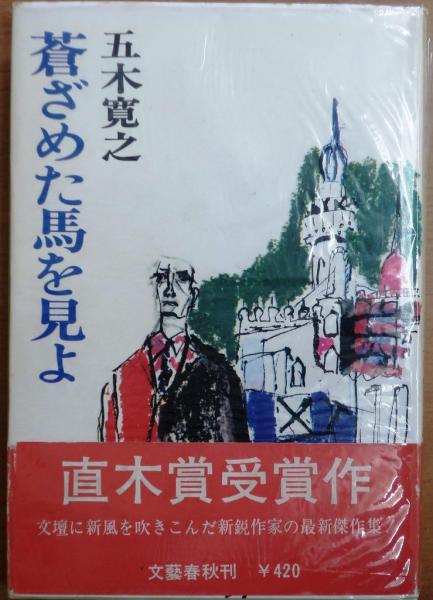 五木寛之
蒼ざめた馬を見よ
直木賞受賞作
文壇に新風を吹きこんだ新鋭作家の最新傑作集!
文藝春秋刊 ¥420